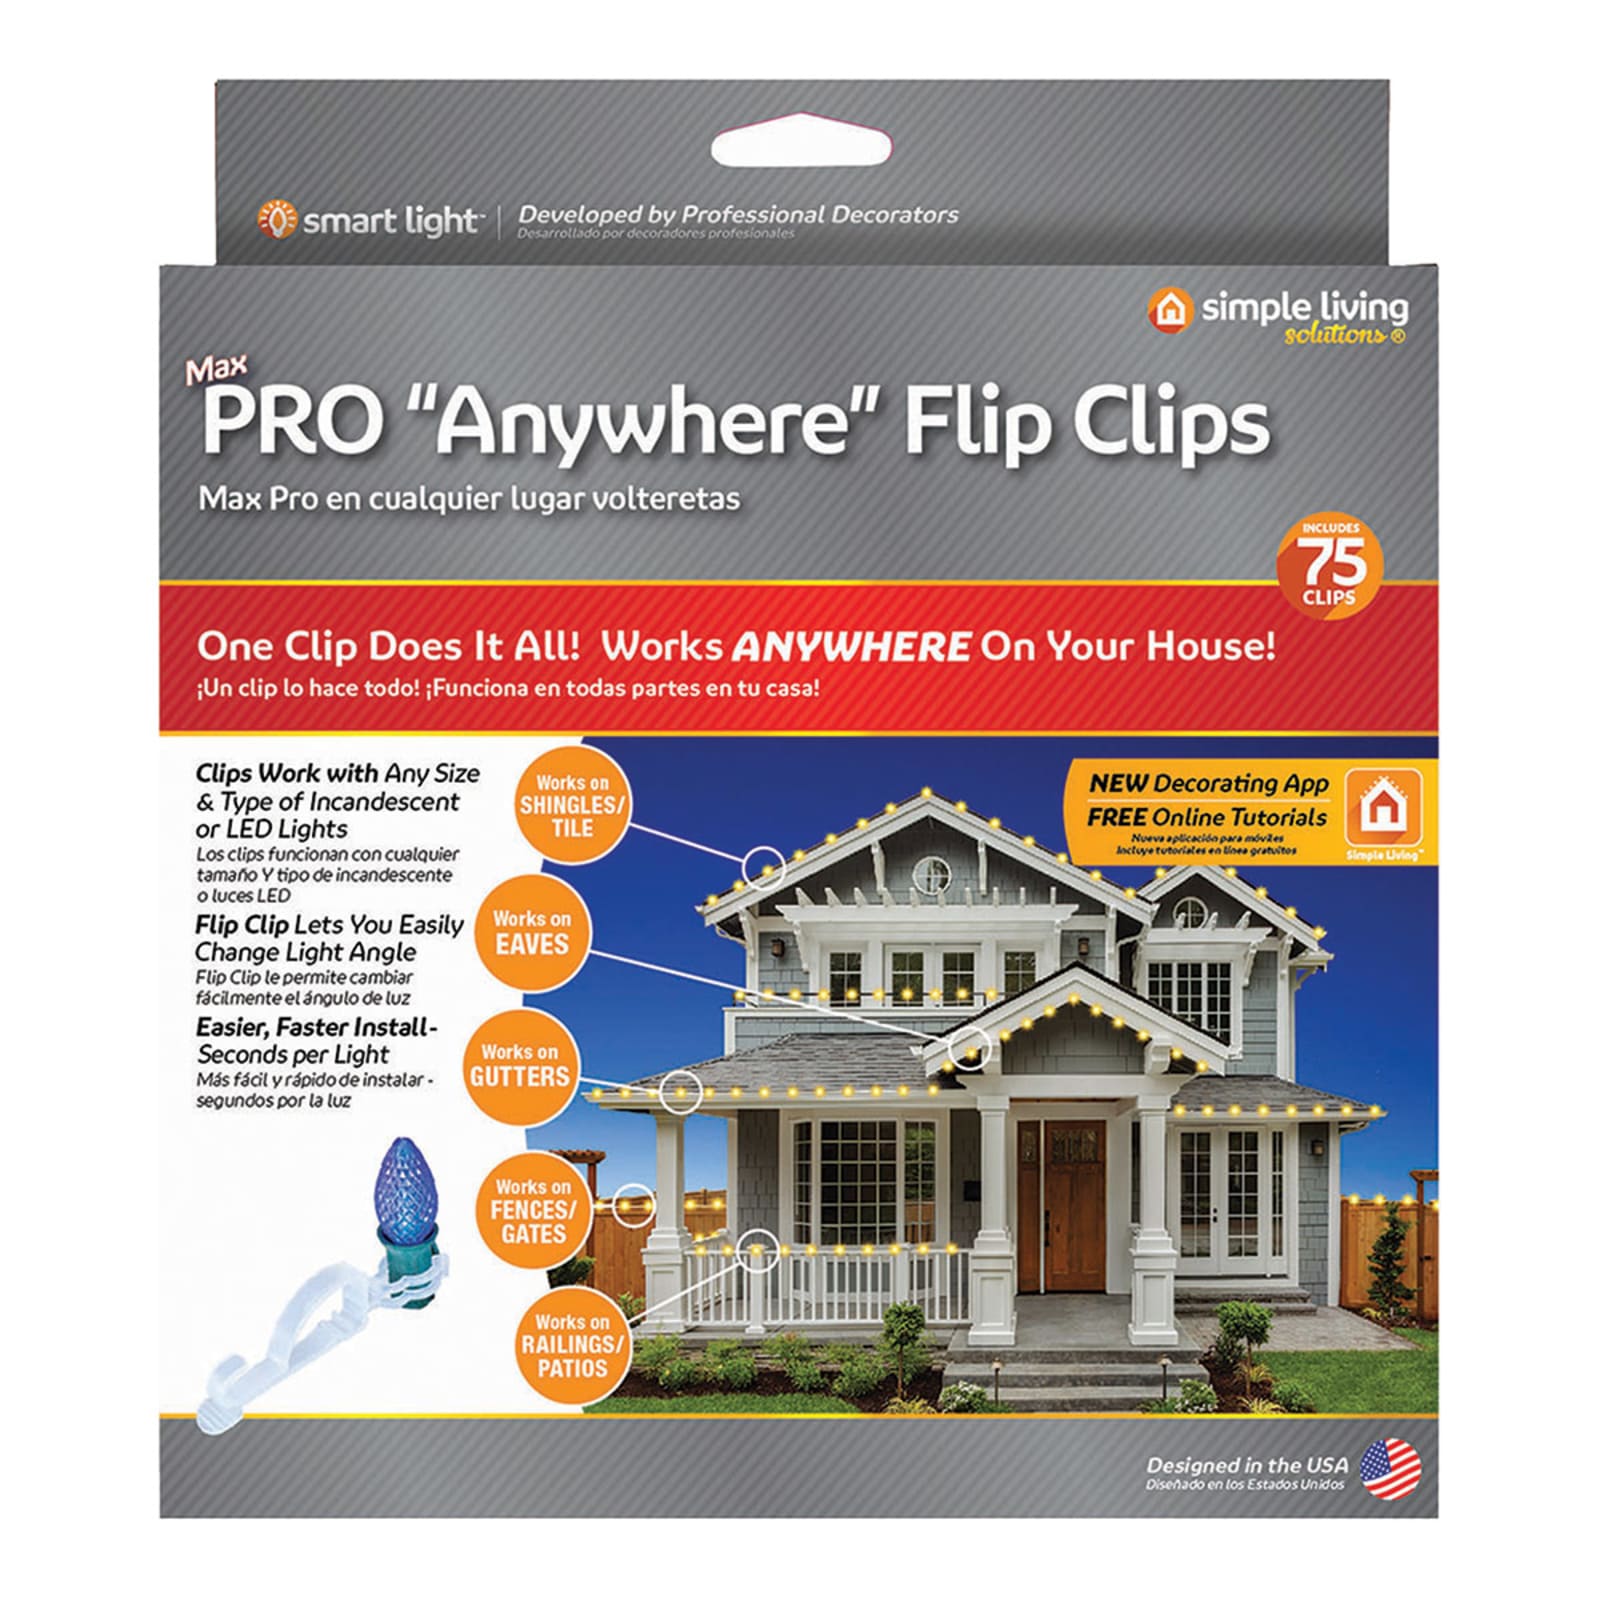 smart light™
Developed by Professional Decorators
Desarrollado por decoradores profesionales
simple living
solutions®
Max
PRO "Anywhere" Flip Clips
Max Pro en cualquier lugar volteretas
INCLUDES
75
CLIPS
One Clip Does It All! Works ANYWHERE On Your House!
¡Un clip lo hace todo! ¡Funciona en todas partes en tu casa!
Clips Work with Any Size
& Type of Incandescent
or LED Lights
Los clips funcionan con cualquier
tamaño Y tipo de incandescente
o luces LED
Flip Clip Lets You Easily
Change Light Angle
Flip Clip le permite cambiar
fácilmente el ángulo de luz
Easier, Faster Install-
Seconds per Light
Más fácil y rápido de instalar -
segundos por la luz
Works on
SHINGLES/
TILE
Works on
EAVES
Works on
GUTTERS
Works on
FENCES/
GATES
Works on
RAILINGS/
PATIOS
NEW Decorating App
FREE Online Tutorials
Nueva aplicación para móviles
Incluye tutoriales en línea gratuitos
Simple Living™
Designed in the USA
Diseñado en los Estados Unidos